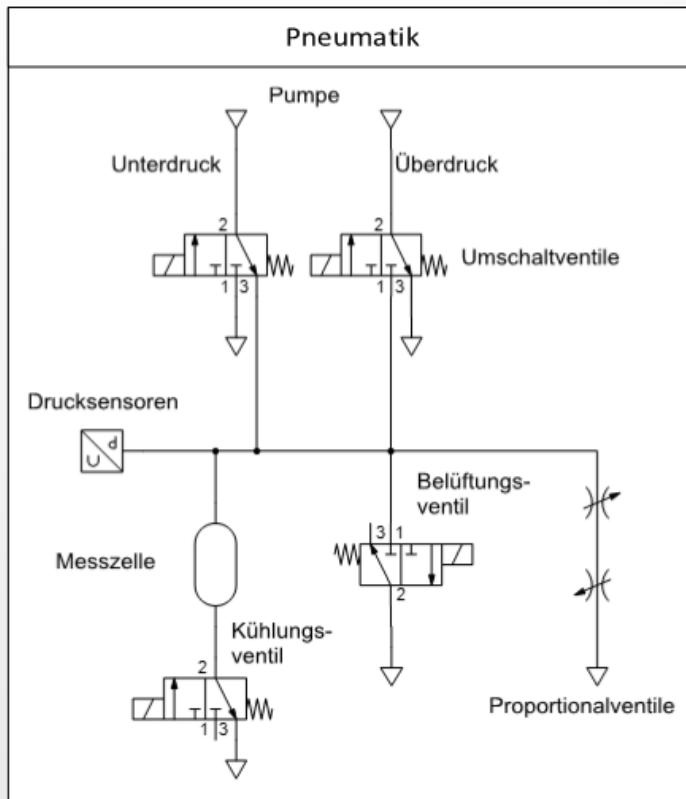 Pneumatik
Pumpe
Unterdruck
Überdruck
2
2
Umschaltventile
1 3
1 3
Drucksensoren
U d
Belüftungs-
ventil
3 1
Messzelle
2
Kühlungs-
ventil
2
Proportionalventile
1 3